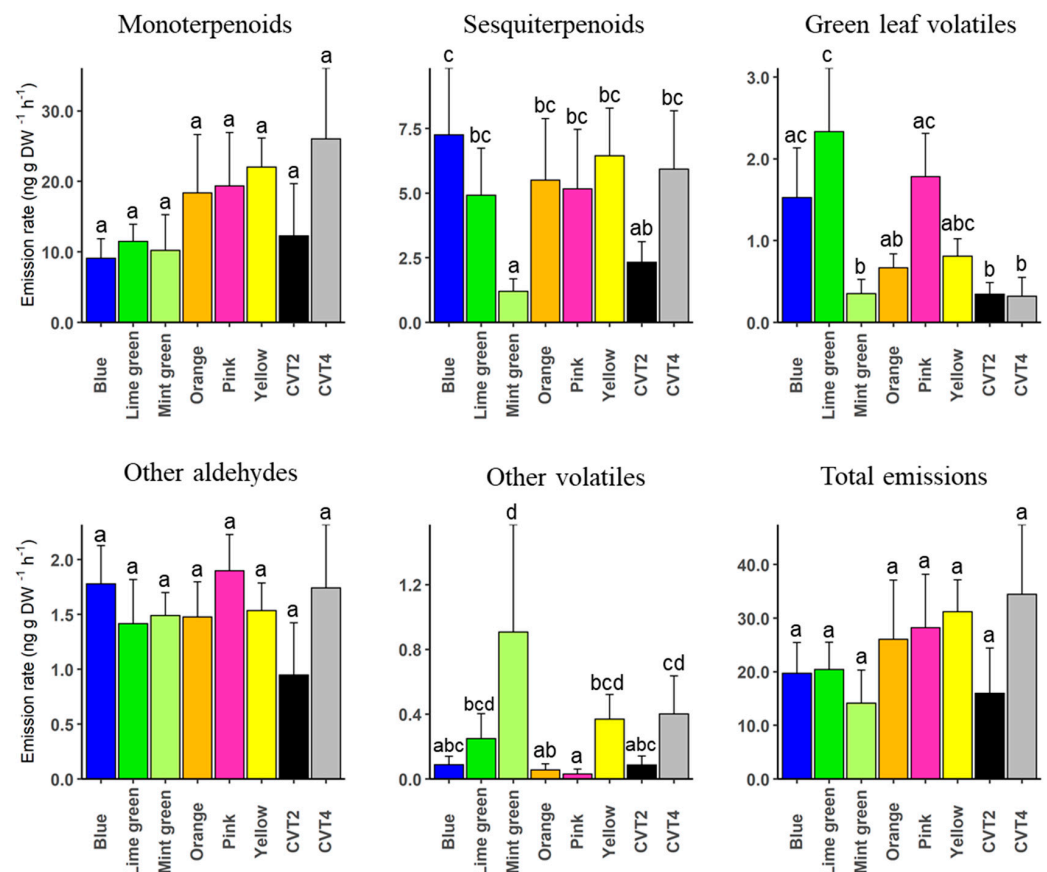 Monoterpenoids
Sesquiterpenoids
Green leaf volatiles
Emission rate (ng g DW ⁻¹ h⁻¹)
30.0
20.0
10.0
0.0
a a a a a a a a
Blue
Lime green
Mint green
Orange
Pink
Yellow
CVT2
CVT4
7.5
5.0
2.5
0.0
c bc a bc bc bc ab bc
Blue
Lime green
Mint green
Orange
Pink
Yellow
CVT2
CVT4
3.0
2.0
1.0
0.0
ac c b ab ac abc b b
Blue
Lime green
Mint green
Orange
Pink
Yellow
CVT2
CVT4
Other aldehydes
Other volatiles
Total emissions
Emission rate (ng g DW ⁻¹ h⁻¹)
2.0
1.5
1.0
0.5
0.0
a a a a a a a a
Blue
Lime green
Mint green
Orange
Pink
Yellow
CVT2
CVT4
1.2
0.8
0.4
0.0
abc bcd d ab a bcd abc cd
Blue
Lime green
Mint green
Orange
Pink
Yellow
CVT2
CVT4
40.0
30.0
20.0
10.0
0.0
a a a a a a a a
Blue
Lime green
Mint green
Orange
Pink
Yellow
CVT2
CVT4